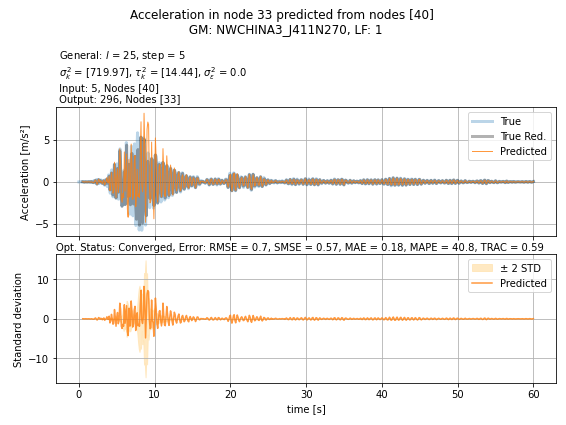 Acceleration in node 33 predicted from nodes [40]
GM: NWCHINA3_J411N270, LF: 1
General: l = 25, step = 5
σ²ₖ = [719.97], τ²ₖ = [14.44], σ²ε = 0.0
Input: 5, Nodes [40]
Output: 296, Nodes [33]
Acceleration [m/s²]
5
0
−5
True
True Red.
Predicted
Opt. Status: Converged, Error: RMSE = 0.7, SMSE = 0.57, MAE = 0.18, MAPE = 40.8, TRAC = 0.59
Standard deviation
10
0
−10
± 2 STD
Predicted
0 10 20 30 40 50 60
time [s]